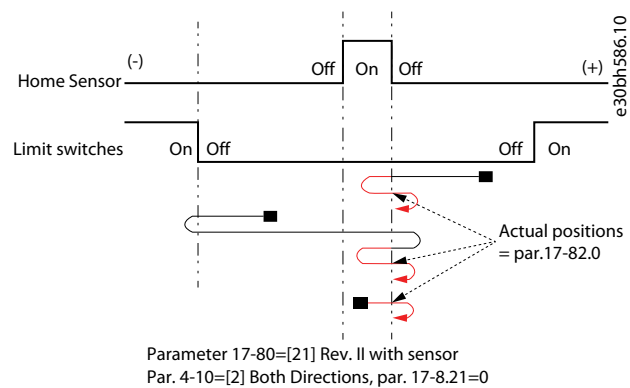 (-)
Off
On
Off
(+)
Home Sensor
Limit switches
On
Off
Off
On
Actual positions
= par.17-82.0
Parameter 17-80=[21] Rev. II with sensor
Par. 4-10=[2] Both Directions, par. 17-8.21=0
e30bh586.10